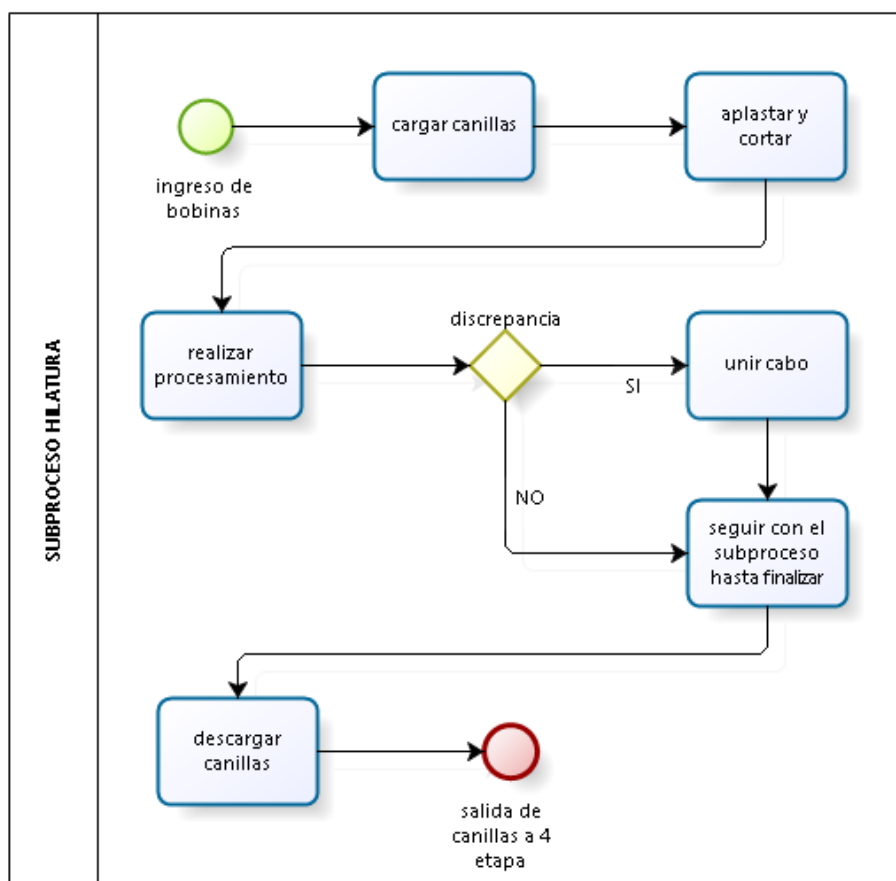 SUBPROCESO HILATURA
ingreso de
bobinas
cargar canillas
aplastar y
cortar
realizar
procesamiento
discrepancia
SI
NO
unir cabo
seguir con el
subproceso
hasta finalizar
descargar
canillas
salida de
canillas a 4
etapa